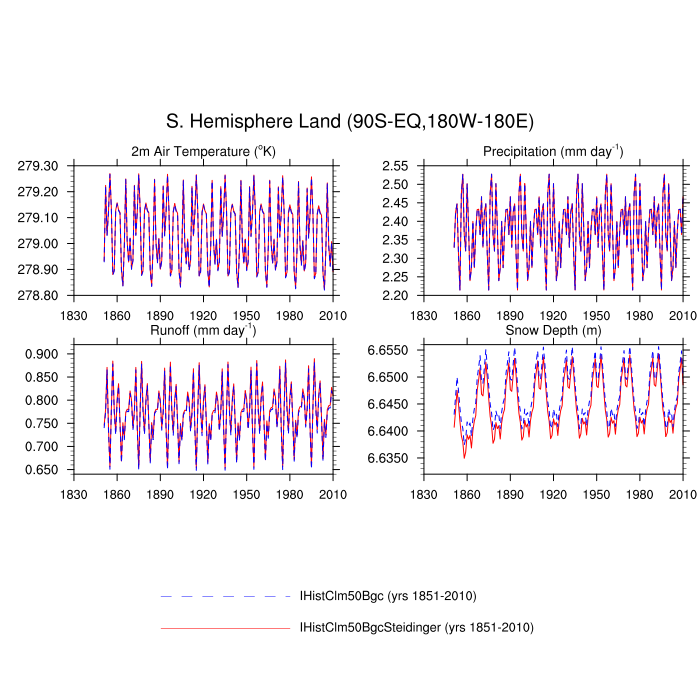 S. Hemisphere Land (90S-EQ,180W-180E)
2m Air Temperature (°K)
279.30
279.20
279.10
279.00
278.90
278.80
1830 1860 1890 1920 1950 1980 2010
Precipitation (mm day-1)
2.55
2.50
2.45
2.40
2.35
2.30
2.25
2.20
1830 1860 1890 1920 1950 1980 2010
Runoff (mm day-1)
0.900
0.850
0.800
0.750
0.700
0.650
1830 1860 1890 1920 1950 1980 2010
Snow Depth (m)
6.6550
6.6500
6.6450
6.6400
6.6350
1830 1860 1890 1920 1950 1980 2010
IHistClm50Bgc (yrs 1851-2010)
IHistClm50BgcSteidinger (yrs 1851-2010)